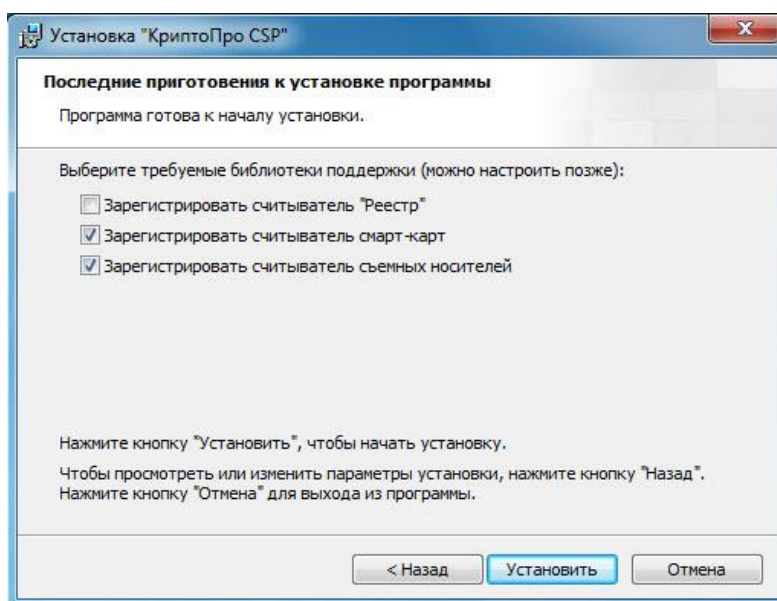 Установка "КриптоПро CSP"
Последние приготовения к установке программы
Программа готова к началу установки.
Выберите требуемые библиотеки поддержки (можно настроить позже):
Зарегистрировать считыватель "Реестр"
Зарегистрировать считыватель смарт-карт
Зарегистрировать считыватель съемных носителей
Нажмите кнопку "Установить", чтобы начать установку.
Чтобы просмотреть или изменить параметры установки, нажмите кнопку "Назад".
Нажмите кнопку "Отмена" для выхода из программы.
< Назад
Установить
Отмена